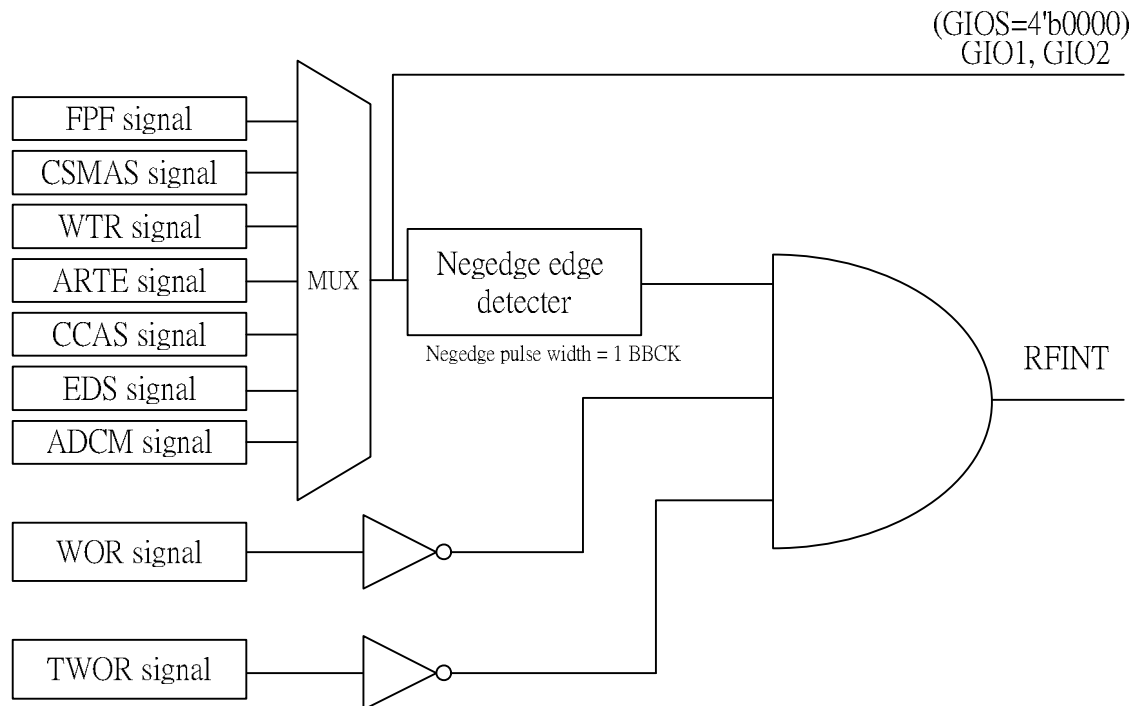 (GIOS=4'b0000)
GIO1, GIO2
FPF signal
CSMAS signal
WTR signal
ARTE signal
CCAS signal
EDS signal
ADCM signal
MUX
Negedge edge
detecter
Negedge pulse width = 1 BBCK
RFINT
WOR signal
TWOR signal